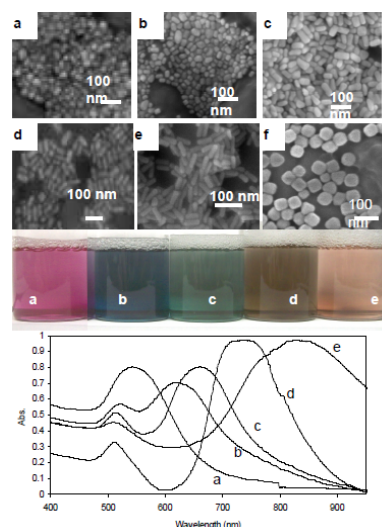 a
100 nm
b
100 nm
c
100 nm
d
100 nm
e
100 nm
f
100 nm
a b c d e
Abs.
1
0.9
0.8
0.7
0.6
0.5
0.4
0.3
0.2
0.1
0
e
d
c
b
a
400 500 600 700 800 900
Wavelength (nm)